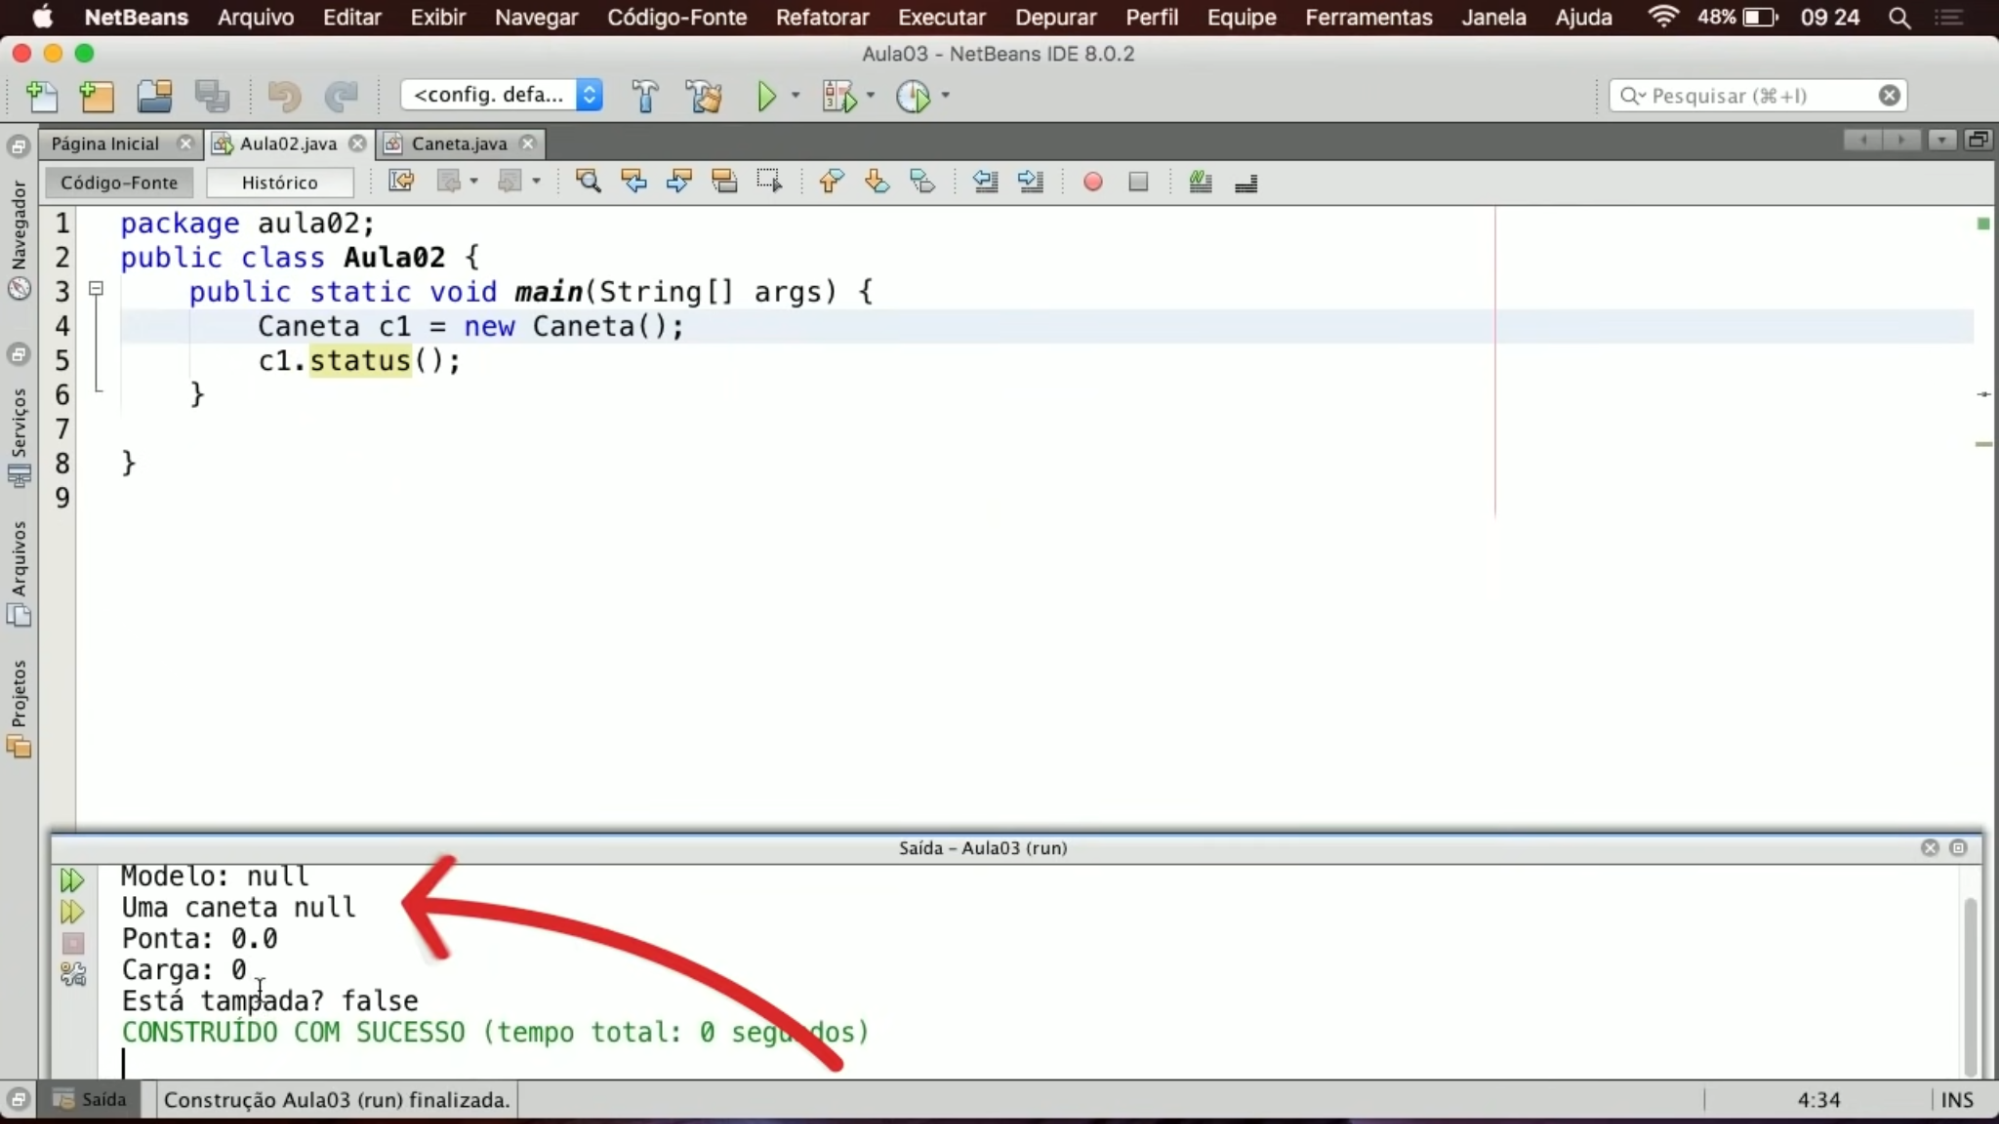 NetBeans Arquivo Editar Exibir Navegar Código-Fonte Refatorar Executar Depurar Perfil Equipe Ferramentas Janela Ajuda 48% 09 24
Aula03 - NetBeans IDE 8.0.2
<config. defa... Pesquisar (⌘+I)
Página Inicial Aula02.java Caneta.java
Código-Fonte Histórico
Navegador
Serviços
Arquivos
Projetos
1 package aula02;
2 public class Aula02 {
3 public static void main(String[] args) {
4 Caneta c1 = new Caneta();
5 c1.status();
6 }
7
8 }
9
Saída – Aula03 (run)
Modelo: null
Uma caneta null
Ponta: 0.0
Carga: 0
Está tampada? false
CONSTRUÍDO COM SUCESSO (tempo total: 0 segundos)
Saída Construção Aula03 (run) finalizada. 4:34 INS